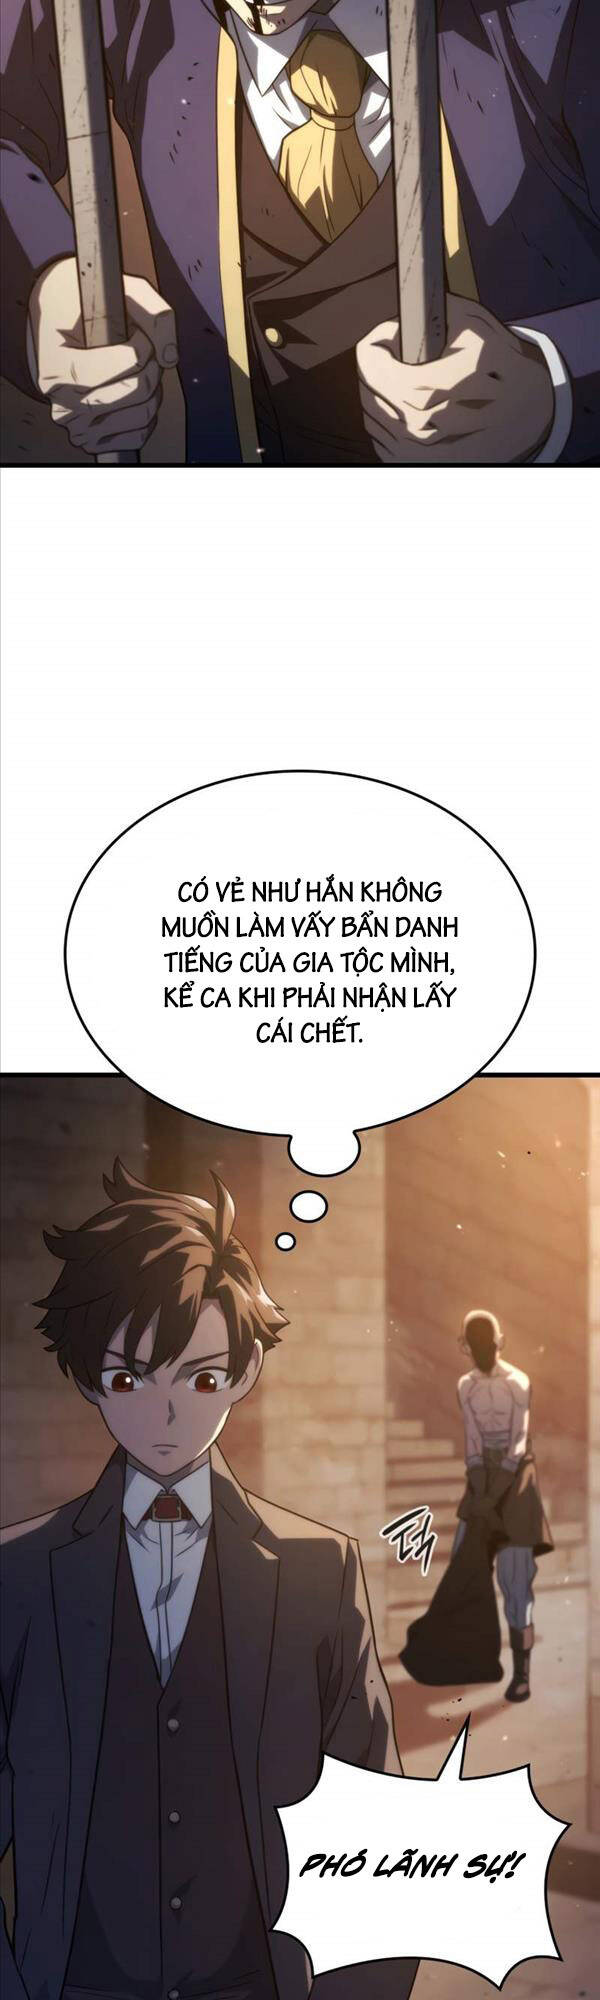 CÓ VẺ NHƯ HẮN KHÔNG
MUỐN LÀM VẤY BẨN DANH
TIẾNG CỦA GIA TỘC MÌNH,
KỂ CA KHI PHẢI NHẬN LẤY
CÁI CHẾT.
턱
PHÓ LÃNH SỰ!